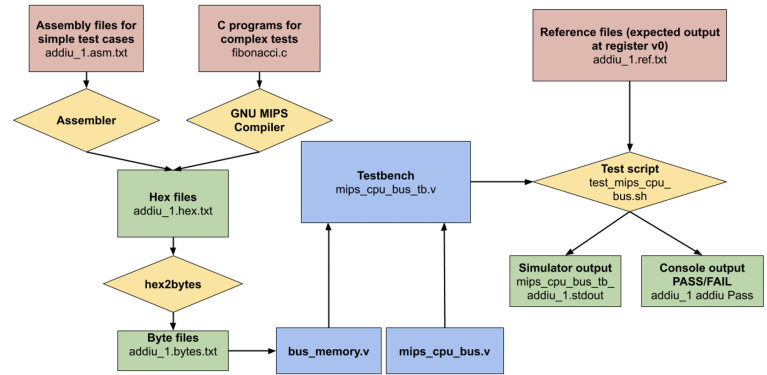 Assembly files for
simple test cases
addiu_1.asm.txt
C programs for
complex tests
fibonacci.c
Reference files (expected output
at register v0)
addiu_1.ref.txt
Assembler
GNU MIPS
Compiler
Testbench
mips_cpu_bus_tb.v
Test script
test_mips_cpu_
bus.sh
Hex files
addiu_1.hex.txt
hex2bytes
Simulator output
mips_cpu_bus_tb_
addiu_1.stdout
Console output
PASS/FAIL
addiu_1 addiu Pass
Byte files
addiu_1.bytes.txt
bus_memory.v
mips_cpu_bus.v